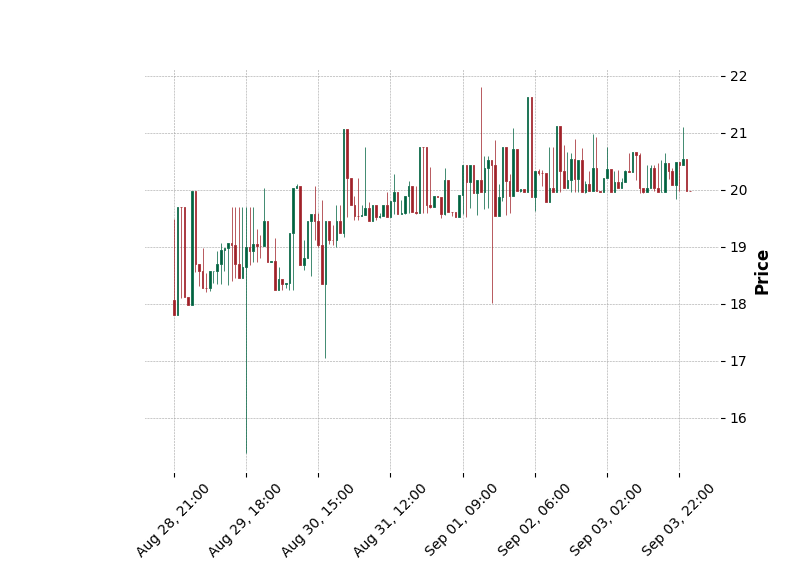 22
21
20
19
18
17
16
Price
Aug 28, 21:00
Aug 29, 18:00
Aug 30, 15:00
Aug 31, 12:00
Sep 01, 09:00
Sep 02, 06:00
Sep 03, 02:00
Sep 03, 22:00